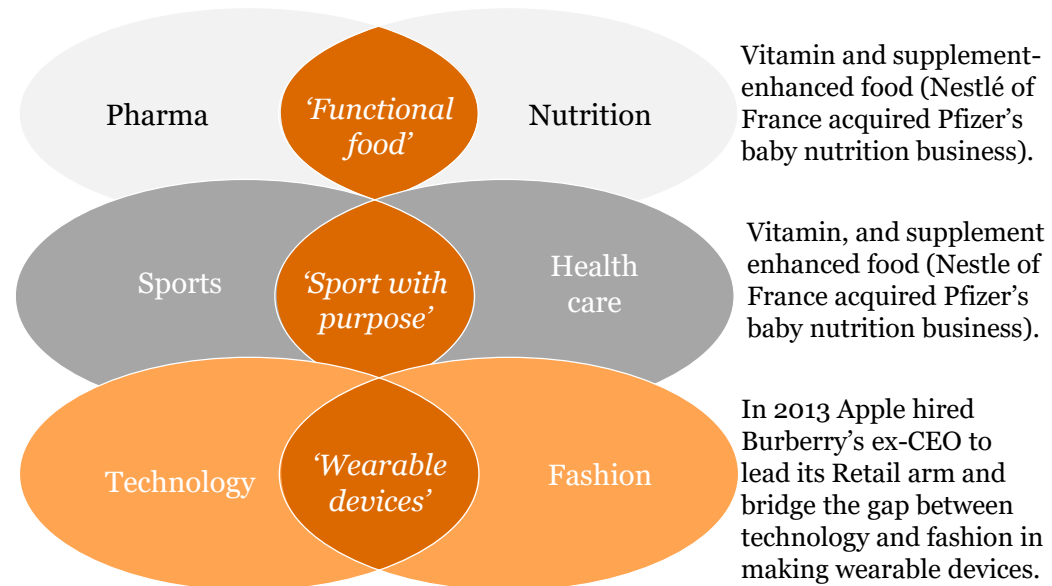 Pharma
‘Functional
food’
Nutrition
Vitamin and supplement-
enhanced food (Nestlé of
France acquired Pfizer’s
baby nutrition business).
Sports
‘Sport with
purpose’
Health
care
Vitamin, and supplement
enhanced food (Nestle of
France acquired Pfizer’s
baby nutrition business).
Technology
‘Wearable
devices’
Fashion
In 2013 Apple hired
Burberry’s ex-CEO to
lead its Retail arm and
bridge the gap between
technology and fashion in
making wearable devices.